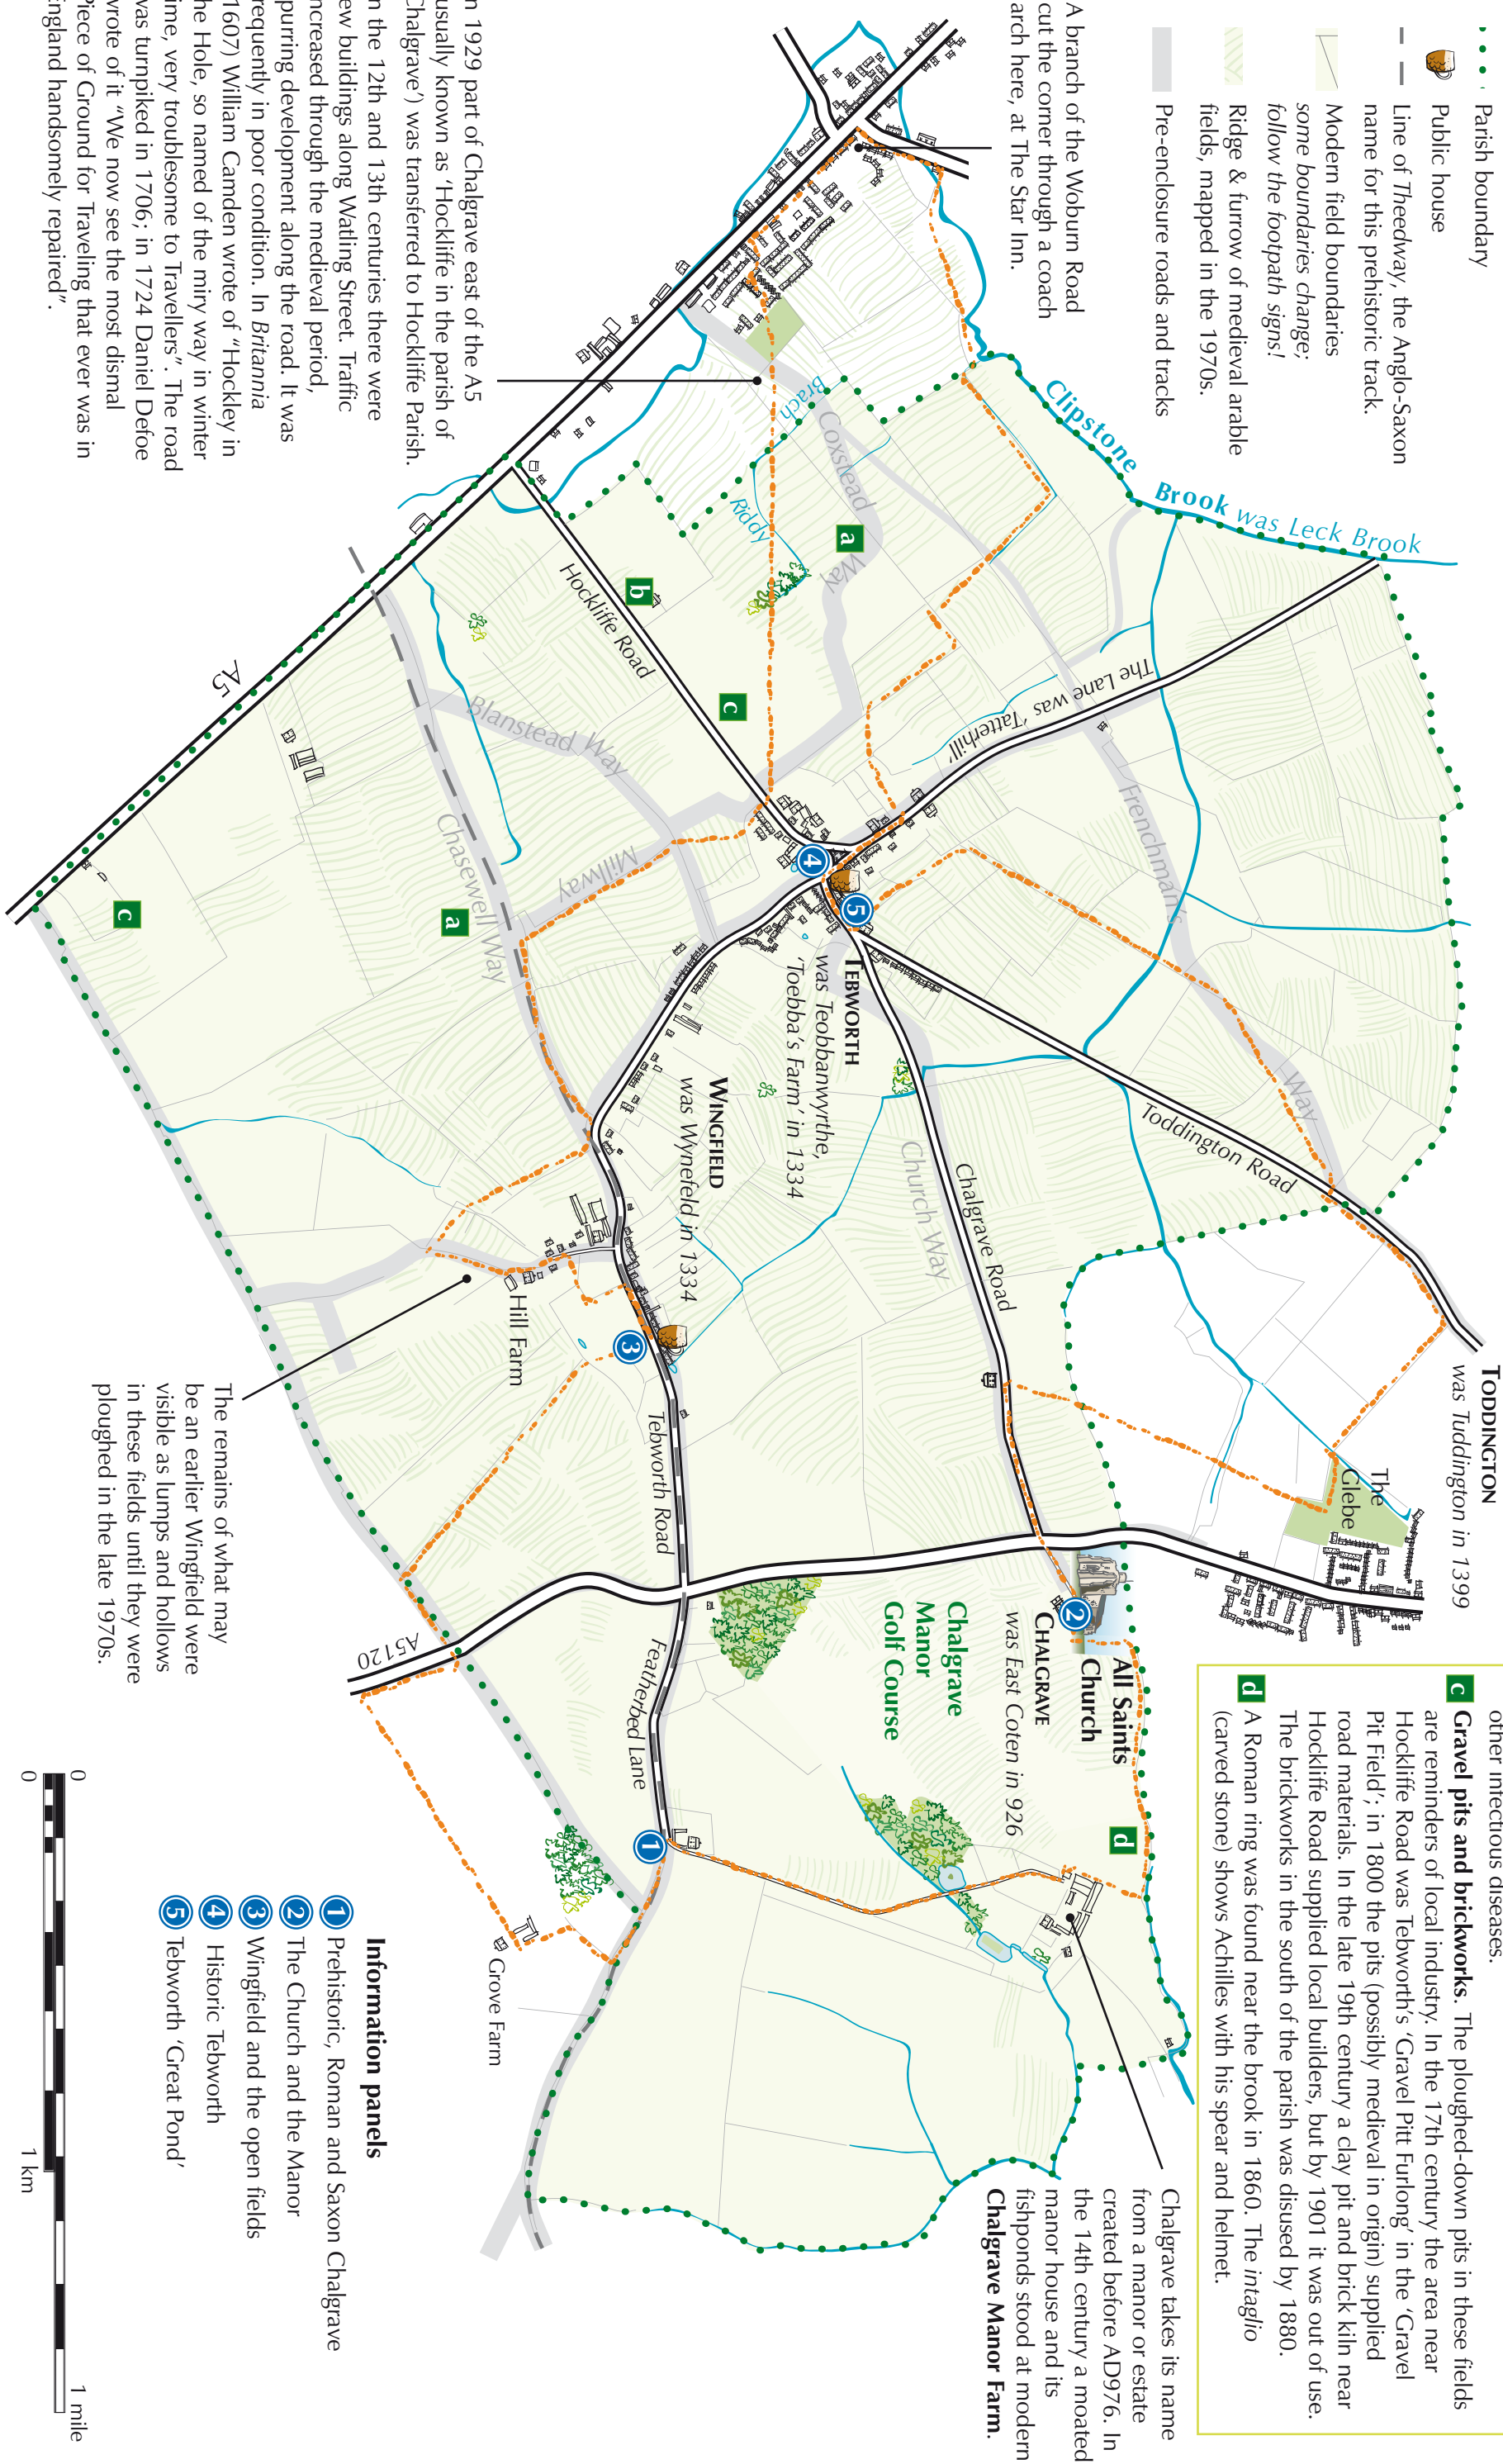 Parish boundary
Public house
Line of Theedway, the Anglo-Saxon
name for this prehistoric track.
Modern field boundaries
some boundaries change;
follow the footpath signs!
Ridge & furrow of medieval arable
fields, mapped in the 1970s.
Pre-enclosure roads and tracks
A branch of the Woburn Road
cut the corner through a coach
arch here, at The Star Inn.
n 1929 part of Chalgrave east of the A5
usually known as 'Hockliffe in the parish of
Chalgrave') was transferred to Hockliffe Parish.
n the 12th and 13th centuries there were
ew buildings along Watling Street. Traffic
ncreased through the medieval period,
purring development along the road. It was
requently in poor condition. In Britannia
1607) William Camden wrote of "Hockley in
he Hole, so named of the miry way in winter
ime, very troublesome to Travellers". The road
was turnpiked in 1706; in 1724 Daniel Defoe
wrote of it "We now see the most dismal
Piece of Ground for Traveling that ever was in
England handsomely repaired".
Clipstone
Brook was Leck Brook
Brach
Coxstead
Way
Riddy
a
b
c
Hockliffe Road
The Lane was 'Tatterhill'
Frenchman's
Way
A5
Blanstead Way
Millway
Chasewell Way
a
c
4
5
TEBWORTH
was Teobbanwyrthe,
'Toebba's Farm' in 1334
WINGFIELD
was Wynefeld in 1334
Toddington Road
Chalgrave Road
Church Way
Hill Farm
3
Tebworth Road
The remains of what may
be an earlier Wingfield were
visible as lumps and hollows
in these fields until they were
ploughed in the late 1970s.
TODDINGTON
was Tuddington in 1399
The
Glebe
2
All Saints
Church
CHALGRAVE
was East Coten in 926
Chalgrave
Manor
Golf Course
A5120
Featherbed Lane
1
d
Grove Farm
other infectious diseases.
c Gravel pits and brickworks. The ploughed-down pits in these fields
are reminders of local industry. In the 17th century the area near
Hockliffe Road was Tebworth's 'Gravel Pitt Furlong' in the 'Gravel
Pit Field'; in 1800 the pits (possibly medieval in origin) supplied
road materials. In the late 19th century a clay pit and brick kiln near
Hockliffe Road supplied local builders, but by 1901 it was out of use.
The brickworks in the south of the parish was disused by 1880.
d A Roman ring was found near the brook in 1860. The intaglio
(carved stone) shows Achilles with his spear and helmet.
Chalgrave takes its name
from a manor or estate
created before AD976. In
the 14th century a moated
manor house and its
fishponds stood at modern
Chalgrave Manor Farm.
Information panels
1 Prehistoric, Roman and Saxon Chalgrave
2 The Church and the Manor
3 Wingfield and the open fields
4 Historic Tebworth
5 Tebworth 'Great Pond'
0
1 mile
0
1 km